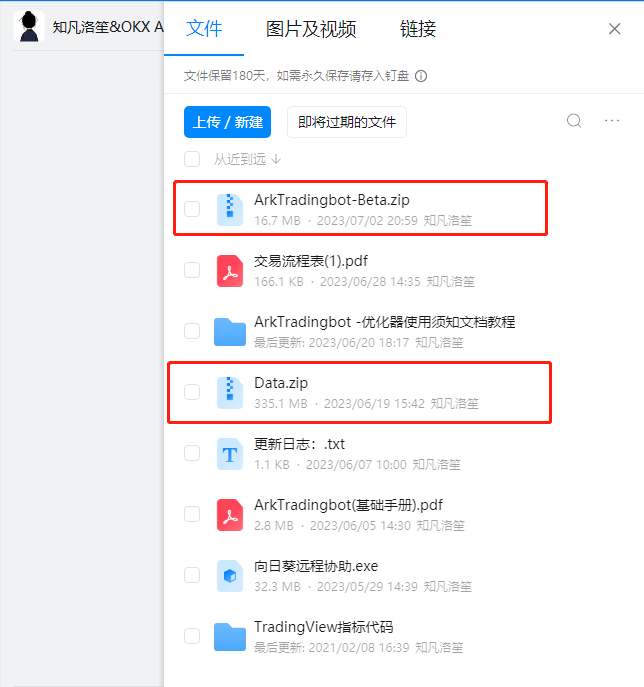 知凡洛笙&OKX A
文件 图片及视频 链接
文件保留180天，如需永久保存请存入钉盘
上传 / 新建 即将过期的文件
从近到远
ArkTradingbot-Beta.zip
16.7 MB · 2023/07/02 20:59 知凡洛笙
交易流程表(1).pdf
166.1 KB · 2023/06/28 14:35 知凡洛笙
ArkTradingbot -优化器使用须知文档教程
最后更新: 2023/06/20 18:17 知凡洛笙
Data.zip
335.1 MB · 2023/06/19 15:42 知凡洛笙
更新日志：.txt
1.1 KB · 2023/06/07 10:00 知凡洛笙
ArkTradingbot(基础手册).pdf
2.8 MB · 2023/06/05 14:30 知凡洛笙
向日葵远程协助.exe
32.3 MB · 2023/05/29 14:39 知凡洛笙
TradingView指标代码
最后更新: 2021/02/08 16:39 知凡洛笙